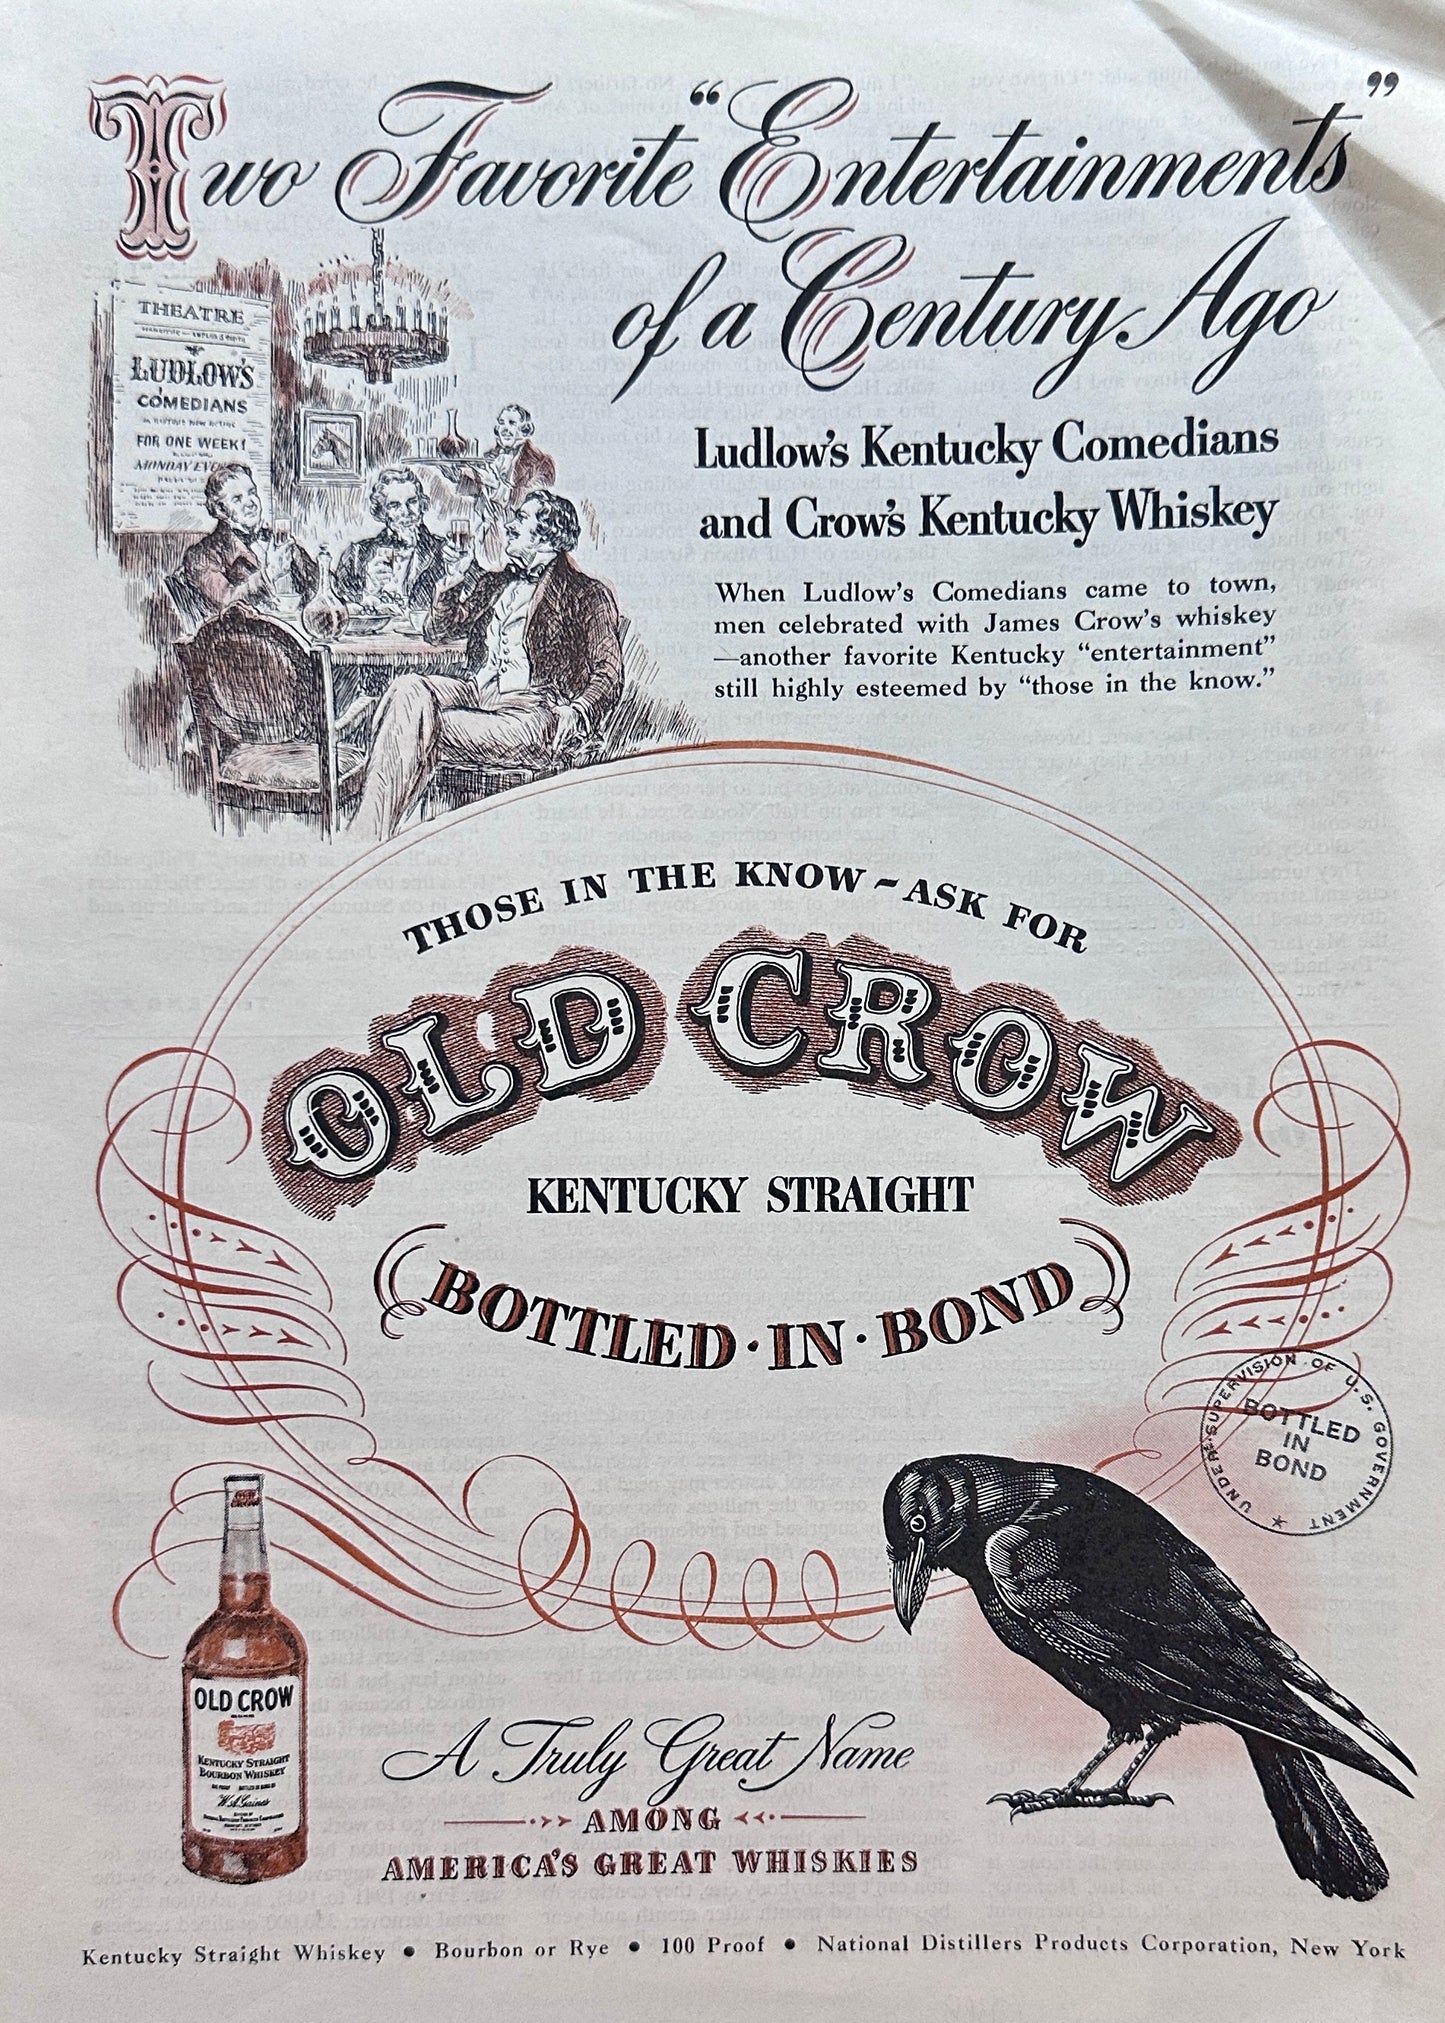 Two Favorite "Entertainments"
of a Century Ago
THEATRE
LUDLOW'S
COMEDIANS
FOR ONE WEEK!
MONDAY EVE
Ludlow's Kentucky Comedians
and Crow's Kentucky Whiskey
When Ludlow's Comedians came to town,
men celebrated with James Crow's whiskey
—another favorite Kentucky "entertainment"
still highly esteemed by "those in the know."
THOSE IN THE KNOW ~ ASK FOR
OLD CROW
KENTUCKY STRAIGHT
BOTTLED · IN · BOND
UNDER SUPERVISION OF U.S. GOVERNMENT
BOTTLED
IN
BOND
OLD CROW
KENTUCKY STRAIGHT
BOURBON WHISKEY
W.A. Gaines
A Truly Great Name
AMONG
AMERICA'S GREAT WHISKIES
Kentucky Straight Whiskey • Bourbon or Rye • 100 Proof • National Distillers Products Corporation, New York